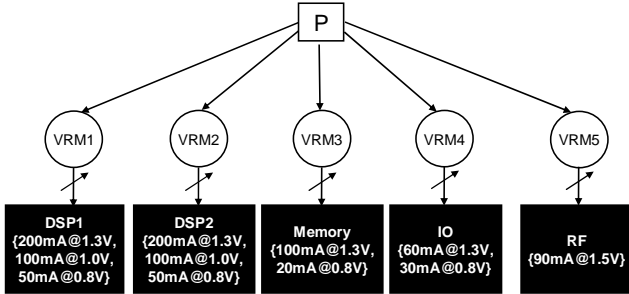 P
VRM1
VRM2
VRM3
VRM4
VRM5
DSP1
{200mA@1.3V,
100mA@1.0V,
50mA@0.8V}
DSP2
{200mA@1.3V,
100mA@1.0V,
50mA@0.8V}
Memory
{100mA@1.3V,
20mA@0.8V}
IO
{60mA@1.3V,
30mA@0.8V}
RF
{90mA@1.5V}